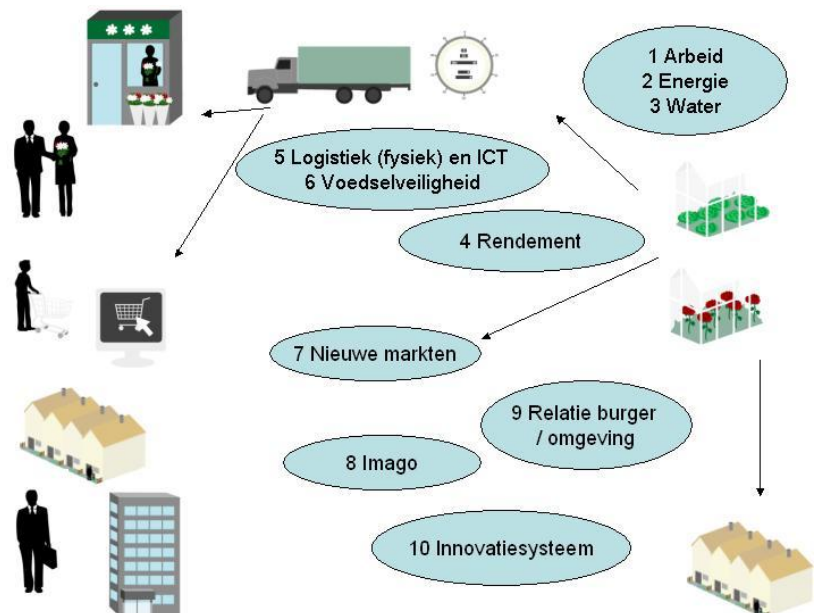 1 Arbeid
2 Energie
3 Water
5 Logistiek (fysiek) en ICT
6 Voedselveiligheid
4 Rendement
7 Nieuwe markten
9 Relatie burger
/ omgeving
8 Imago
10 Innovatiesysteem